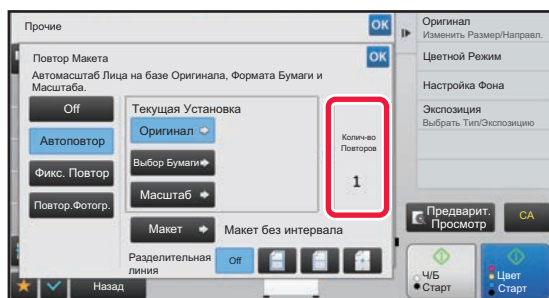 Прочие
OK
Повтор Макета
OK
Автомасштаб Лица на базе Оригинала, Формата Бумаги и
Масштаба.
Off
Автоповтор
Фикс. Повтор
Повтор.Фотогр.
Текущая Установка
Оригинал
Выбор Бумаги
Масштаб
Колич-во
Повторов
1
Макет
Макет без интервала
Разделительная
линия
Off
Назад
Оригинал
Изменить Размер/Направл.
Цветной Режим
Настройка Фона
Экспозиция
Выбрать Тип/Экспозицию
Предварит.
Просмотр
CA
Ч/Б
Старт
Цвет
Старт